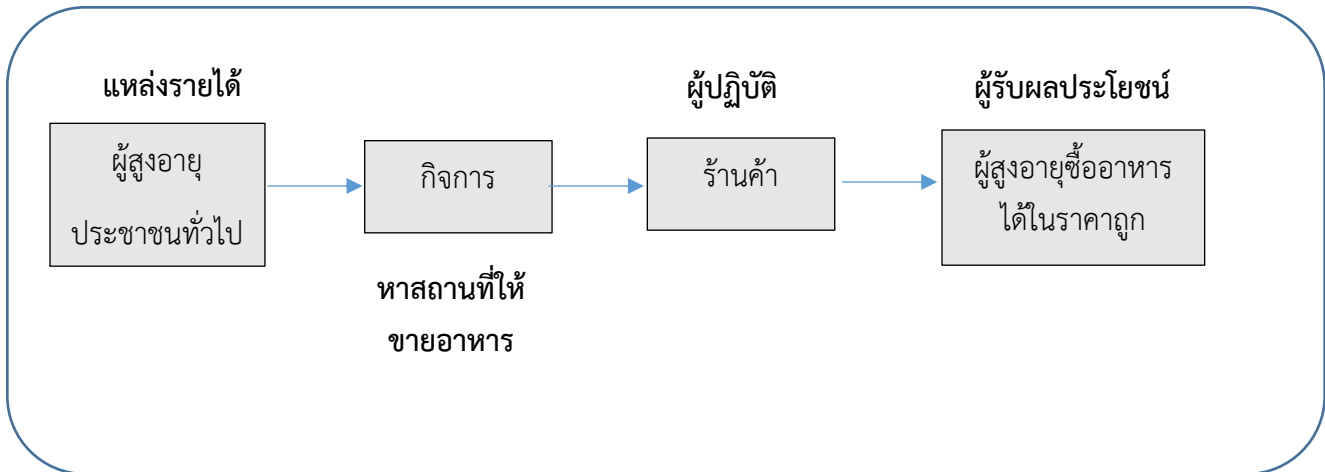 แหล่งรายได้
ผู้สูงอายุ
ประชาชนทั่วไป
กิจการ
หาสถานที่ให้
ขายอาหาร
ผู้ปฏิบัติ
ร้านค้า
ผู้รับผลประโยชน์
ผู้สูงอายุซื้ออาหาร
ได้ในราคาถูก